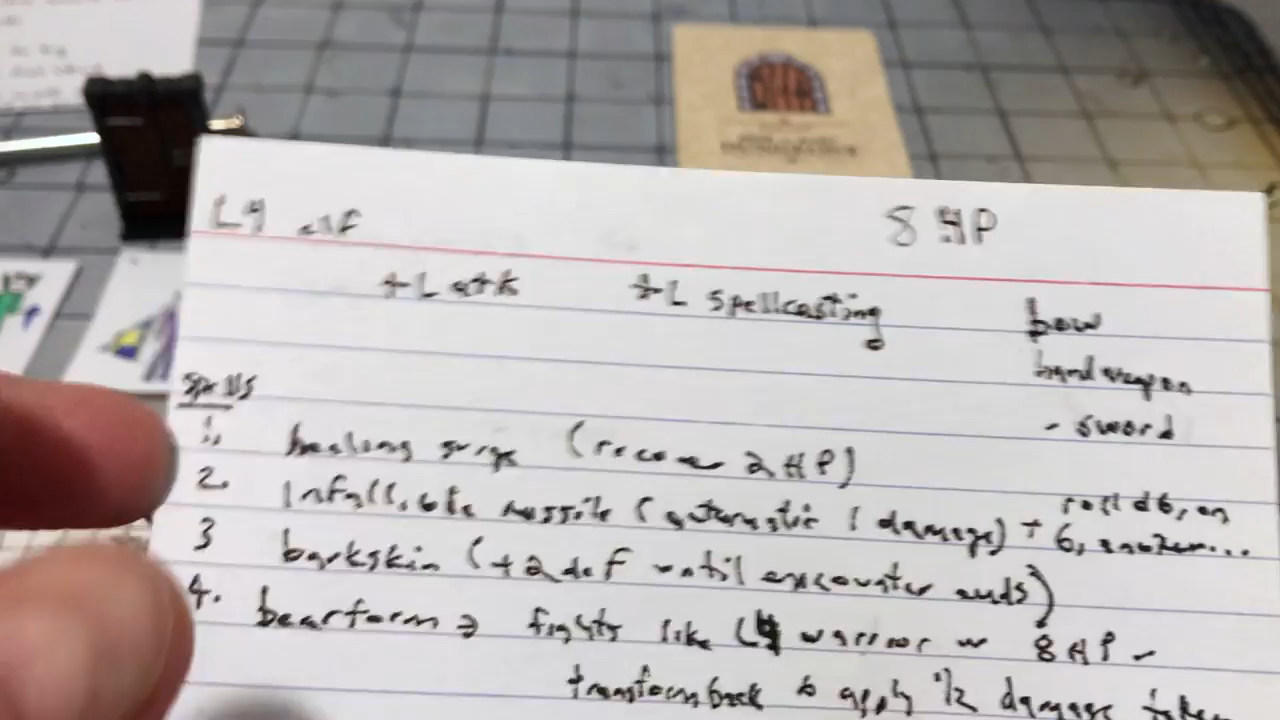 L4 elf 8 HP
+L atk +L spellcasting bow
hand weapon
- sword
Spells
1. healing surge (recover 2 HP)
2. infallible missile (automatic 1 damage) + roll d6, on
6, another...
3 barkskin (+2 def until encounter ends)
4. bearform → fights like L4 warrior w 8 HP -
transform back to apply 1/2 damage taken